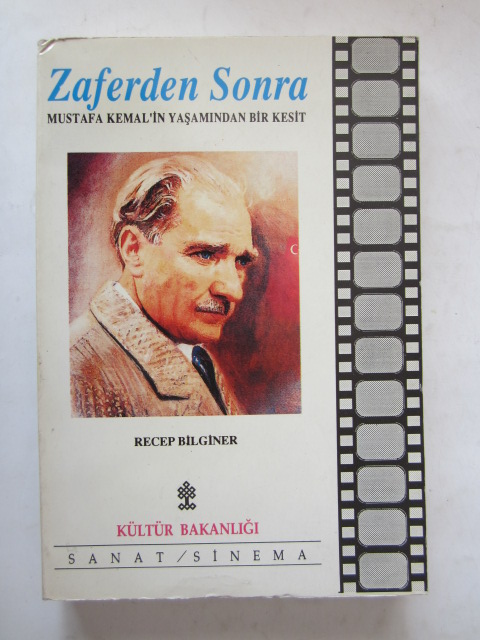 Zaferden Sonra
MUSTAFA KEMAL'İN YAŞAMINDAN BİR KESİT
RECEP BİLGİNER
KÜLTÜR BAKANLIĞI
SANAT/SİNEMA